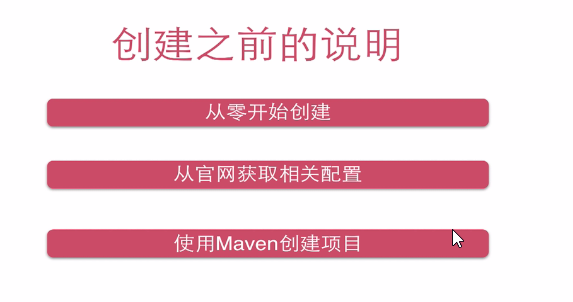 创建之前的说明
从零开始创建
从官网获取相关配置
使用Maven创建项目